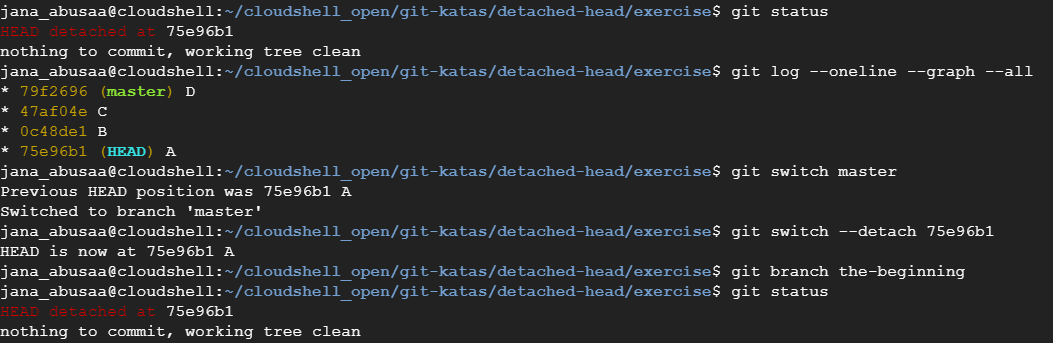 jana_abusaa@cloudshell:~/cloudshell_open/git-katas/detached-head/exercise$ git status
HEAD detached at 75e96b1
nothing to commit, working tree clean
jana_abusaa@cloudshell:~/cloudshell_open/git-katas/detached-head/exercise$ git log --oneline --graph --all
* 79f2696 (master) D
* 47af04e C
* 0c48de1 B
* 75e96b1 (HEAD) A
jana_abusaa@cloudshell:~/cloudshell_open/git-katas/detached-head/exercise$ git switch master
Previous HEAD position was 75e96b1 A
Switched to branch 'master'
jana_abusaa@cloudshell:~/cloudshell_open/git-katas/detached-head/exercise$ git switch --detach 75e96b1
HEAD is now at 75e96b1 A
jana_abusaa@cloudshell:~/cloudshell_open/git-katas/detached-head/exercise$ git branch the-beginning
jana_abusaa@cloudshell:~/cloudshell_open/git-katas/detached-head/exercise$ git status
HEAD detached at 75e96b1
nothing to commit, working tree clean